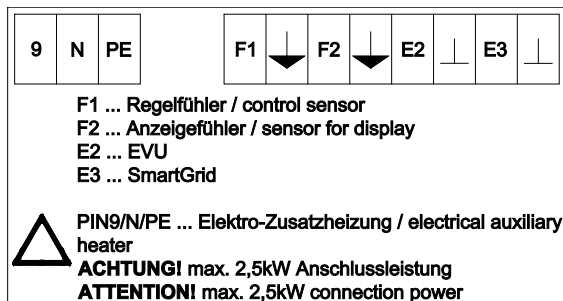 9 N PE F1 F2 E2 E3
F1 ... Regelfühler / control sensor
F2 ... Anzeigefühler / sensor for display
E2 ... EVU
E3 ... SmartGrid
PIN9/N/PE ... Elektro-Zusatzheizung / electrical auxiliary
heater
ACHTUNG! max. 2,5kW Anschlussleistung
ATTENTION! max. 2,5kW connection power